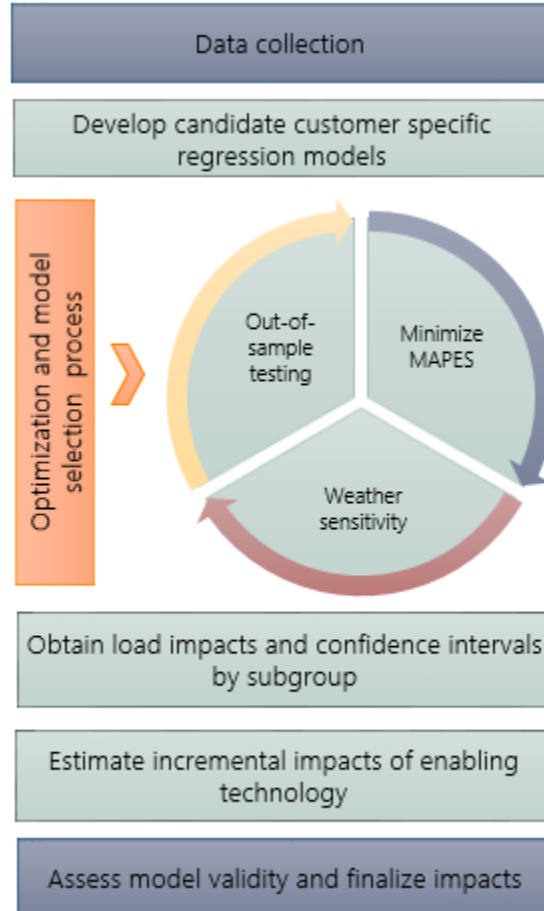 Data collection
Develop candidate customer specific
regression models
Optimization and model
selection process
Out-of-
sample
testing
Minimize
MAPES
Weather
sensitivity
Obtain load impacts and confidence intervals
by subgroup
Estimate incremental impacts of enabling
technology
Assess model validity and finalize impacts